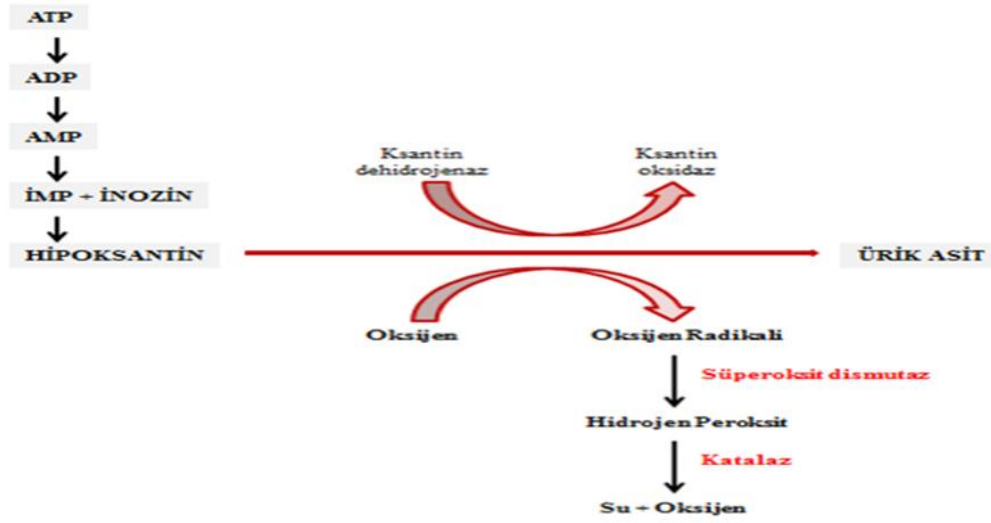 ATP
ADP
AMP
İMP + İNOZİN
HİPOKSANTİN
Ksantin
dehidrojenaz
Ksantin
oksidaz
ÜRİK ASİT
Oksijen
Oksijen Radikali
Süperoksit dismutaz
Hidrojen Peroksit
Katalaz
Su + Oksijen